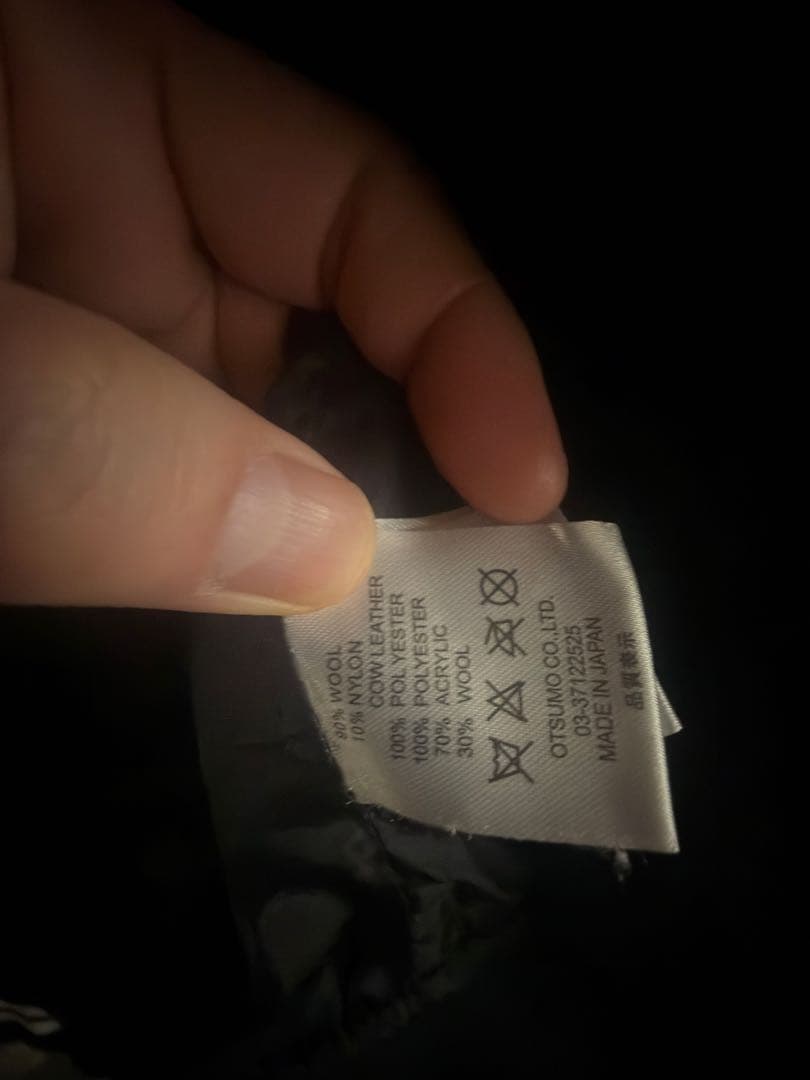 品質表示
90% WOOL
10% NYLON
COW LEATHER
100% POLYESTER
100% POLYESTER
70% ACRYLIC
30% WOOL
OTSUMO CO.,LTD.
03-37122525
MADE IN JAPAN